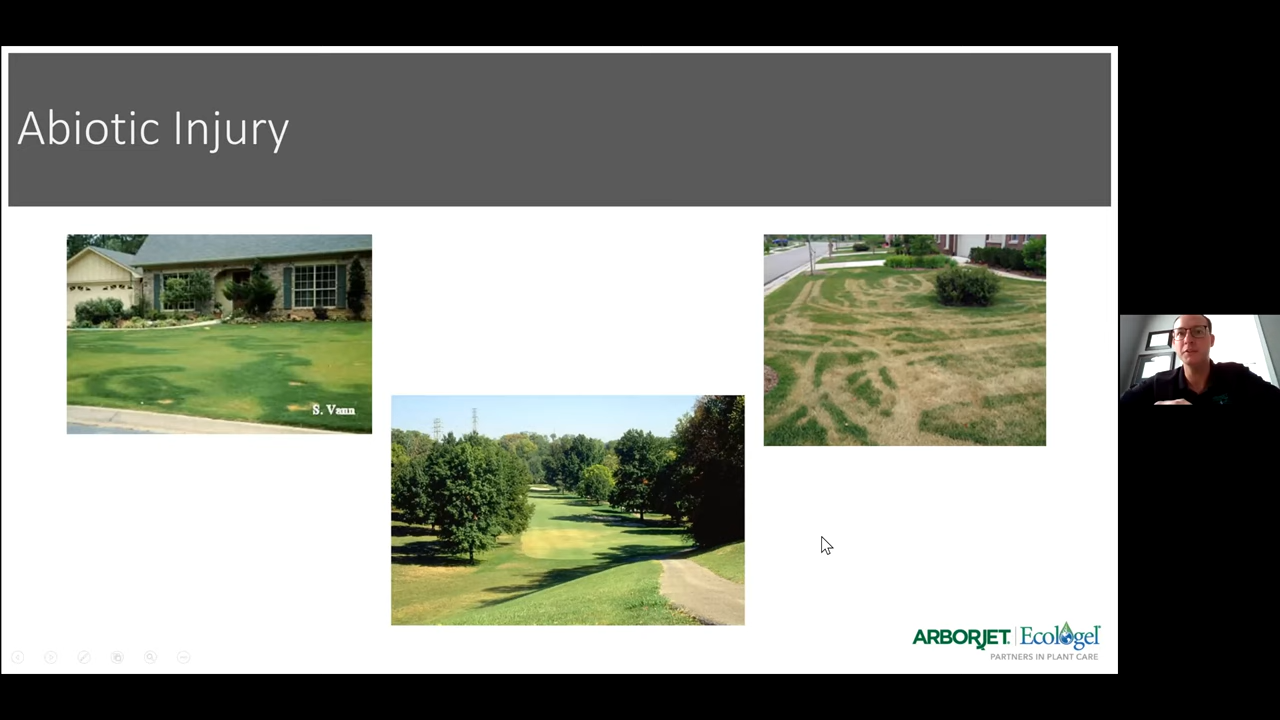 Abiotic Injury
S. Vann
ARBORJET. | Ecologel
PARTNERS IN PLANT CARE